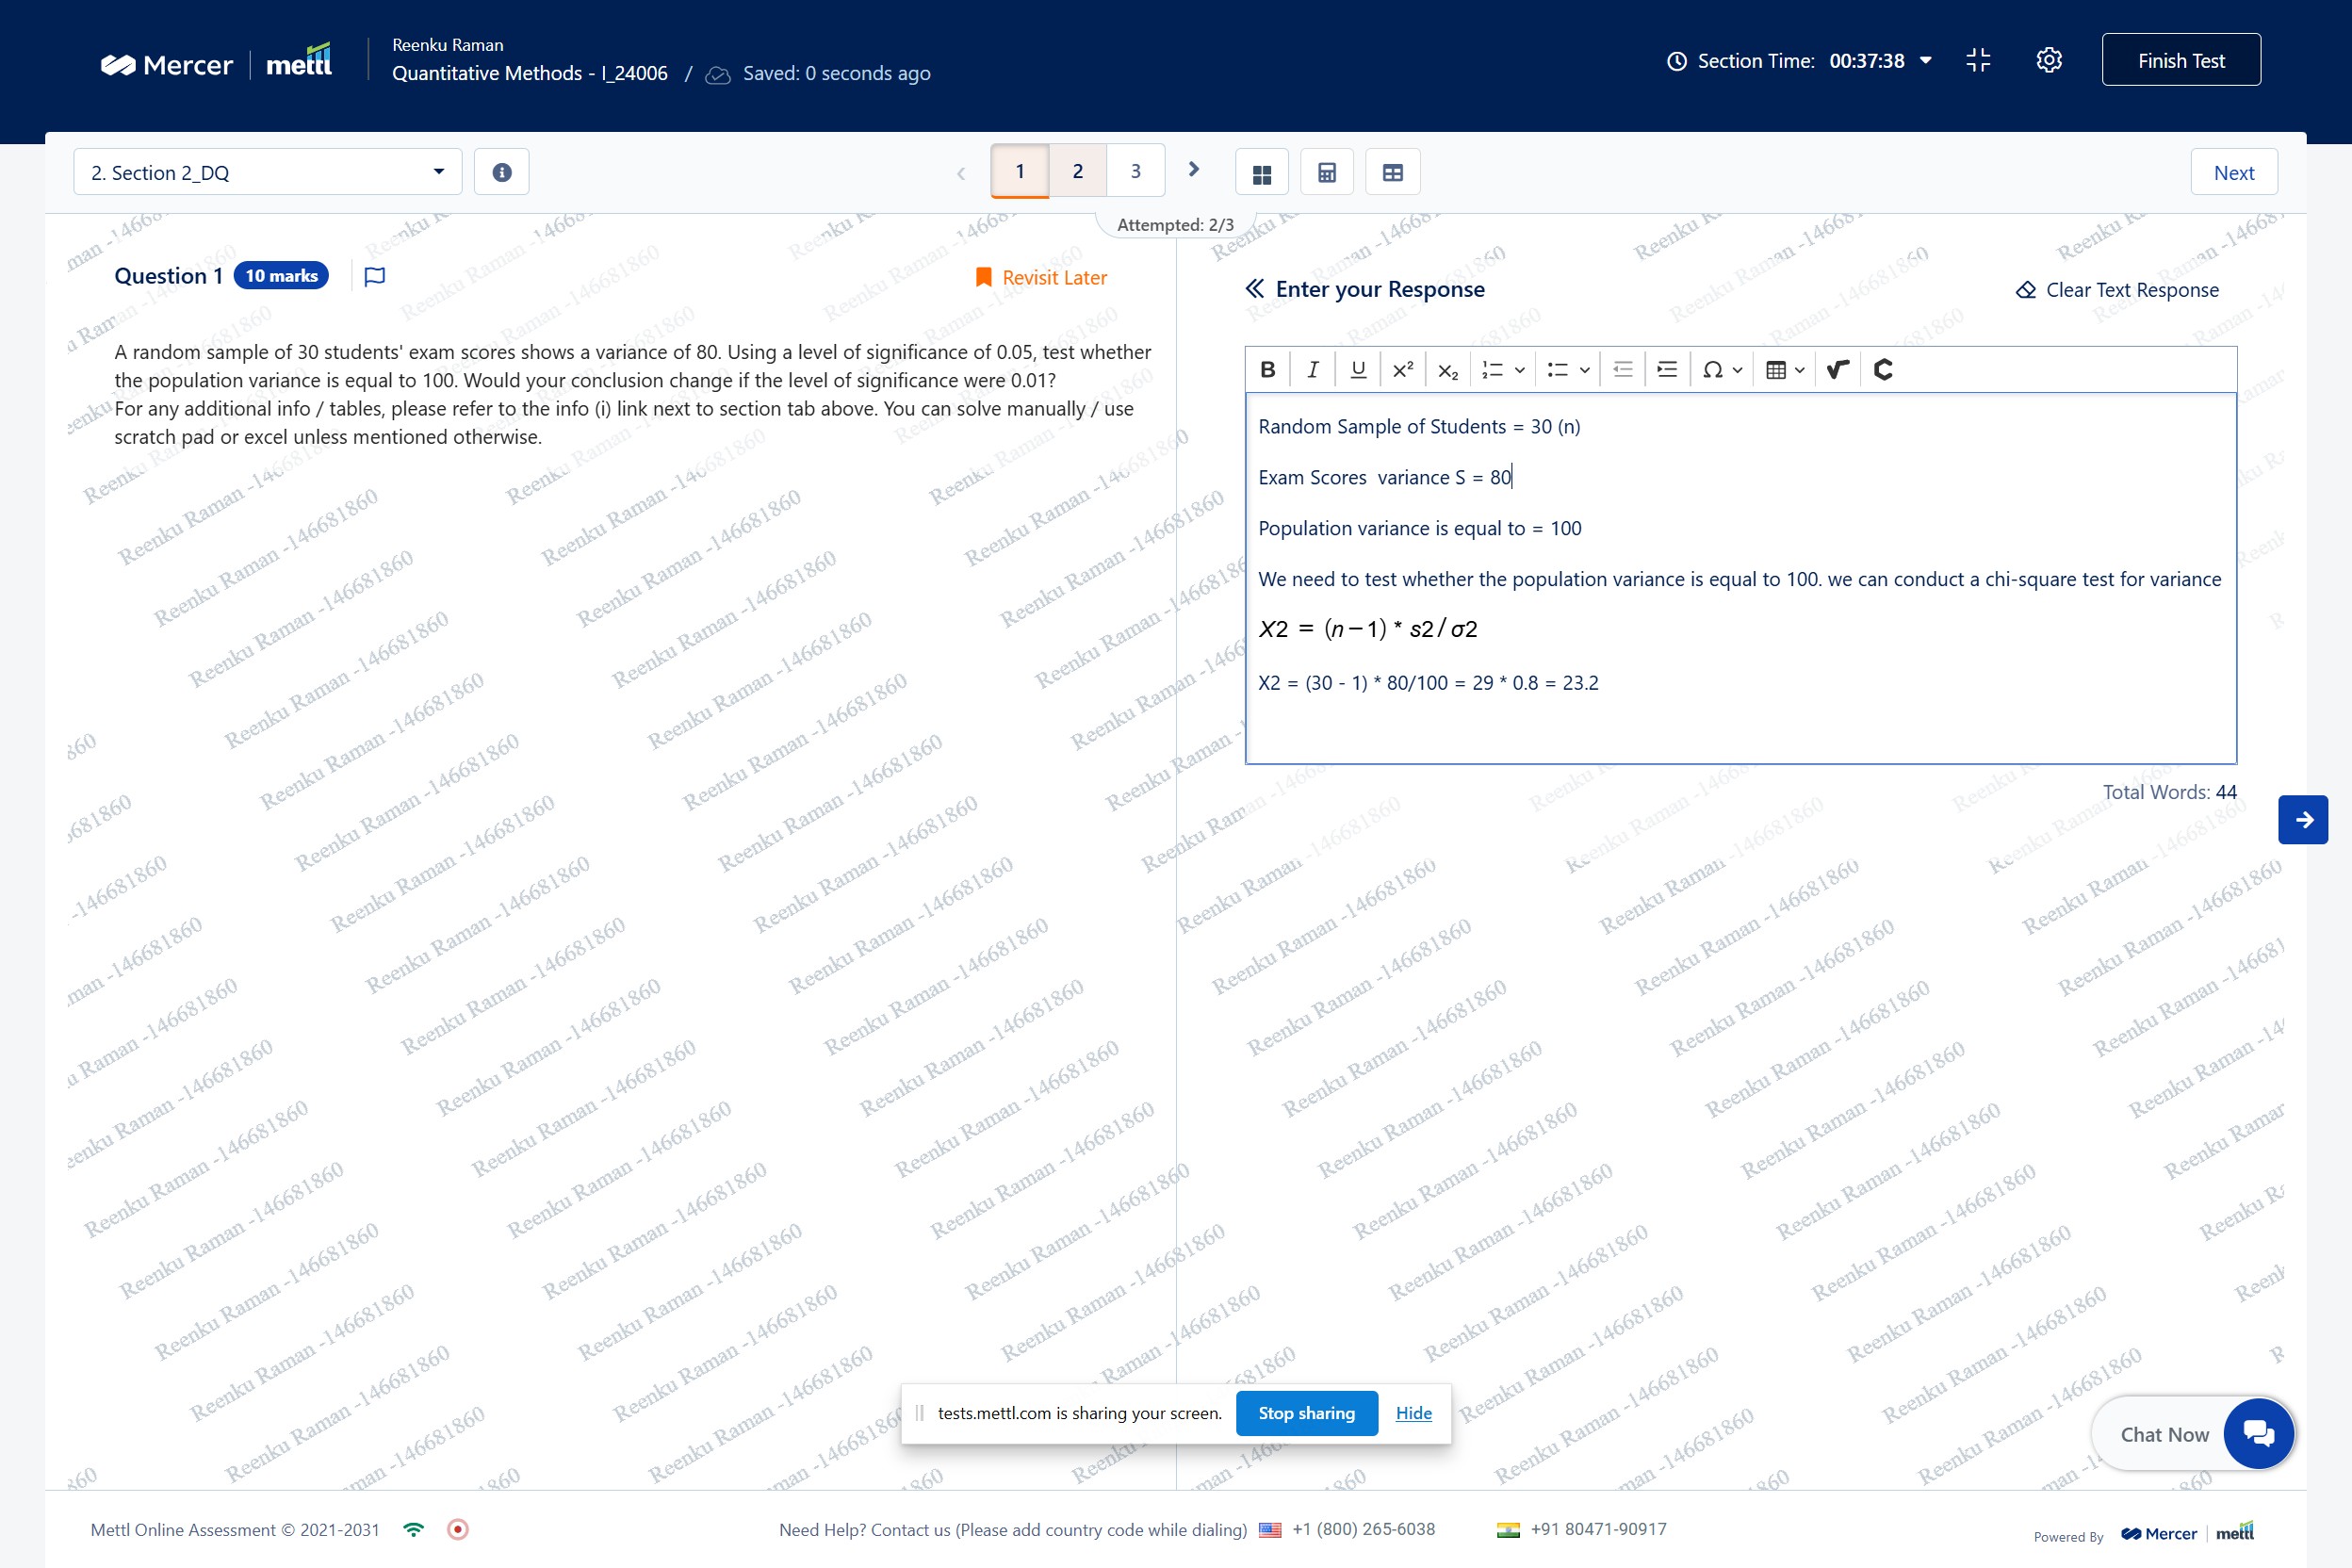 Mercer | mettl
Reenku Raman
Quantitative Methods - I_24006 / Saved: 0 seconds ago
Section Time: 00:37:38
Finish Test
2. Section 2_DQ
1 2 3
Next
Attempted: 2/3
Question 1 10 marks
Revisit Later
A random sample of 30 students' exam scores shows a variance of 80. Using a level of significance of 0.05, test whether
the population variance is equal to 100. Would your conclusion change if the level of significance were 0.01?
For any additional info / tables, please refer to the info (i) link next to section tab above. You can solve manually / use
scratch pad or excel unless mentioned otherwise.
Enter your Response
Clear Text Response
B I U x² x₂ Ω
Random Sample of Students = 30 (n)
Exam Scores  variance S = 80
Population variance is equal to = 100
We need to test whether the population variance is equal to 100. we can conduct a chi-square test for variance
X2 = (n−1) * s2/σ2
X2 = (30 - 1) * 80/100 = 29 * 0.8 = 23.2
Total Words: 44
Reenku Raman -146681860
tests.mettl.com is sharing your screen. Stop sharing Hide
Chat Now
Mettl Online Assessment © 2021-2031
Need Help? Contact us (Please add country code while dialing) +1 (800) 265-6038 +91 80471-90917
Powered By Mercer | mettl